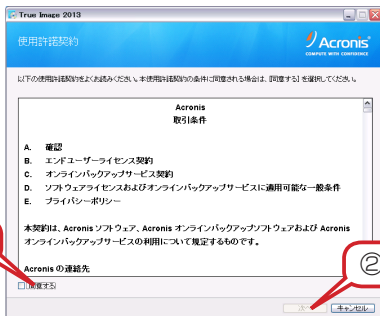 True Image 2013
使用許諾契約
Acronis
COMPUTE WITH CONFIDENCE
以下の使用許諾契約をよくお読みください。本使用許諾契約の条件に同意される場合は、[同意する] を選択してください。
Acronis
取引条件
A. 確認
B. エンドユーザーライセンス契約
C. オンラインバックアップサービス契約
D. ソフトウェアライセンスおよびオンラインバックアップサービスに適用可能な一般条件
E. プライバシーポリシー
本契約は、Acronis ソフトウェア、Acronis オンラインバックアップソフトウェアおよび Acronis
オンラインバックアップサービスの利用について規定するものです。
Acronis の連絡先
同意する
②
次へ
キャンセル